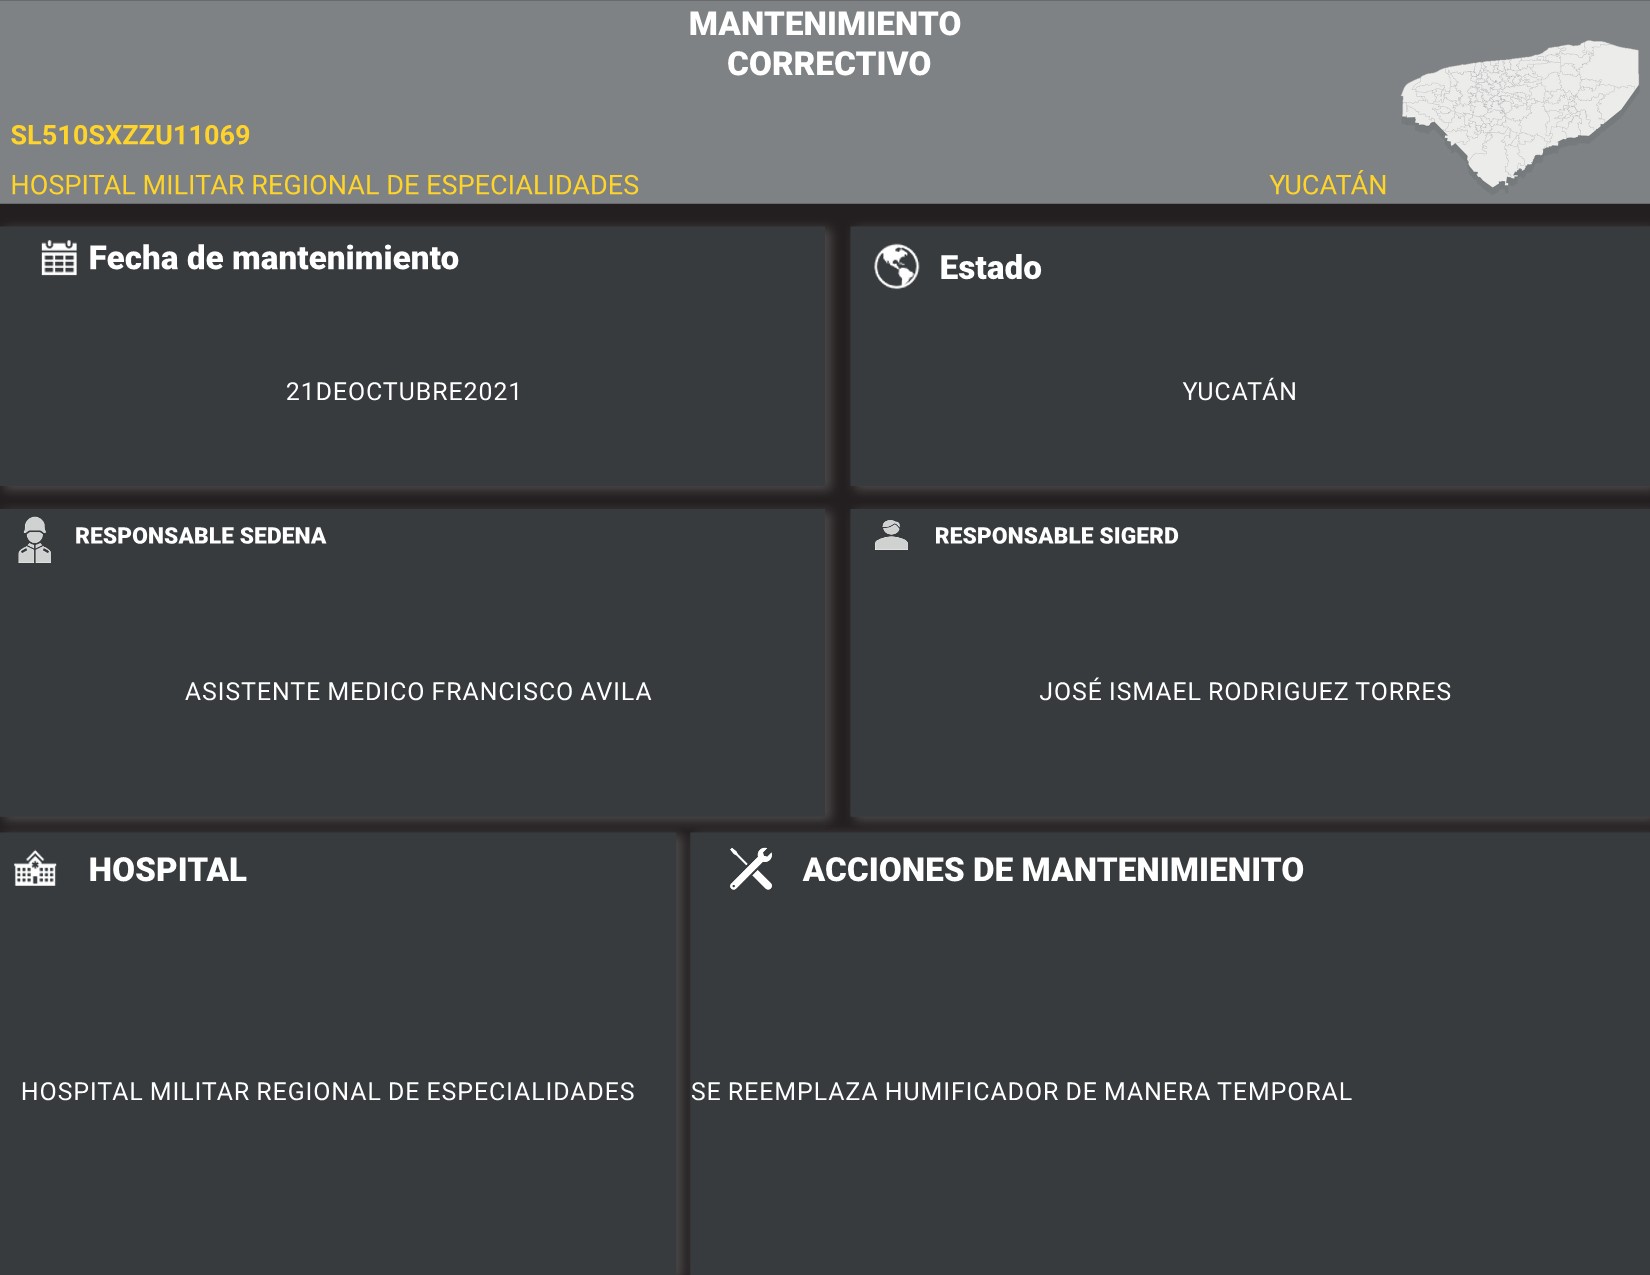 MANTENIMIENTO
CORRECTIVO
SL510SXZZU11069
HOSPITAL MILITAR REGIONAL DE ESPECIALIDADES
YUCATÁN
Fecha de mantenimiento
21DEOCTUBRE2021
Estado
YUCATÁN
RESPONSABLE SEDENA
ASISTENTE MEDICO FRANCISCO AVILA
RESPONSABLE SIGERD
JOSÉ ISMAEL RODRIGUEZ TORRES
HOSPITAL
HOSPITAL MILITAR REGIONAL DE ESPECIALIDADES
ACCIONES DE MANTENIMIENITO
SE REEMPLAZA HUMIFICADOR DE MANERA TEMPORAL